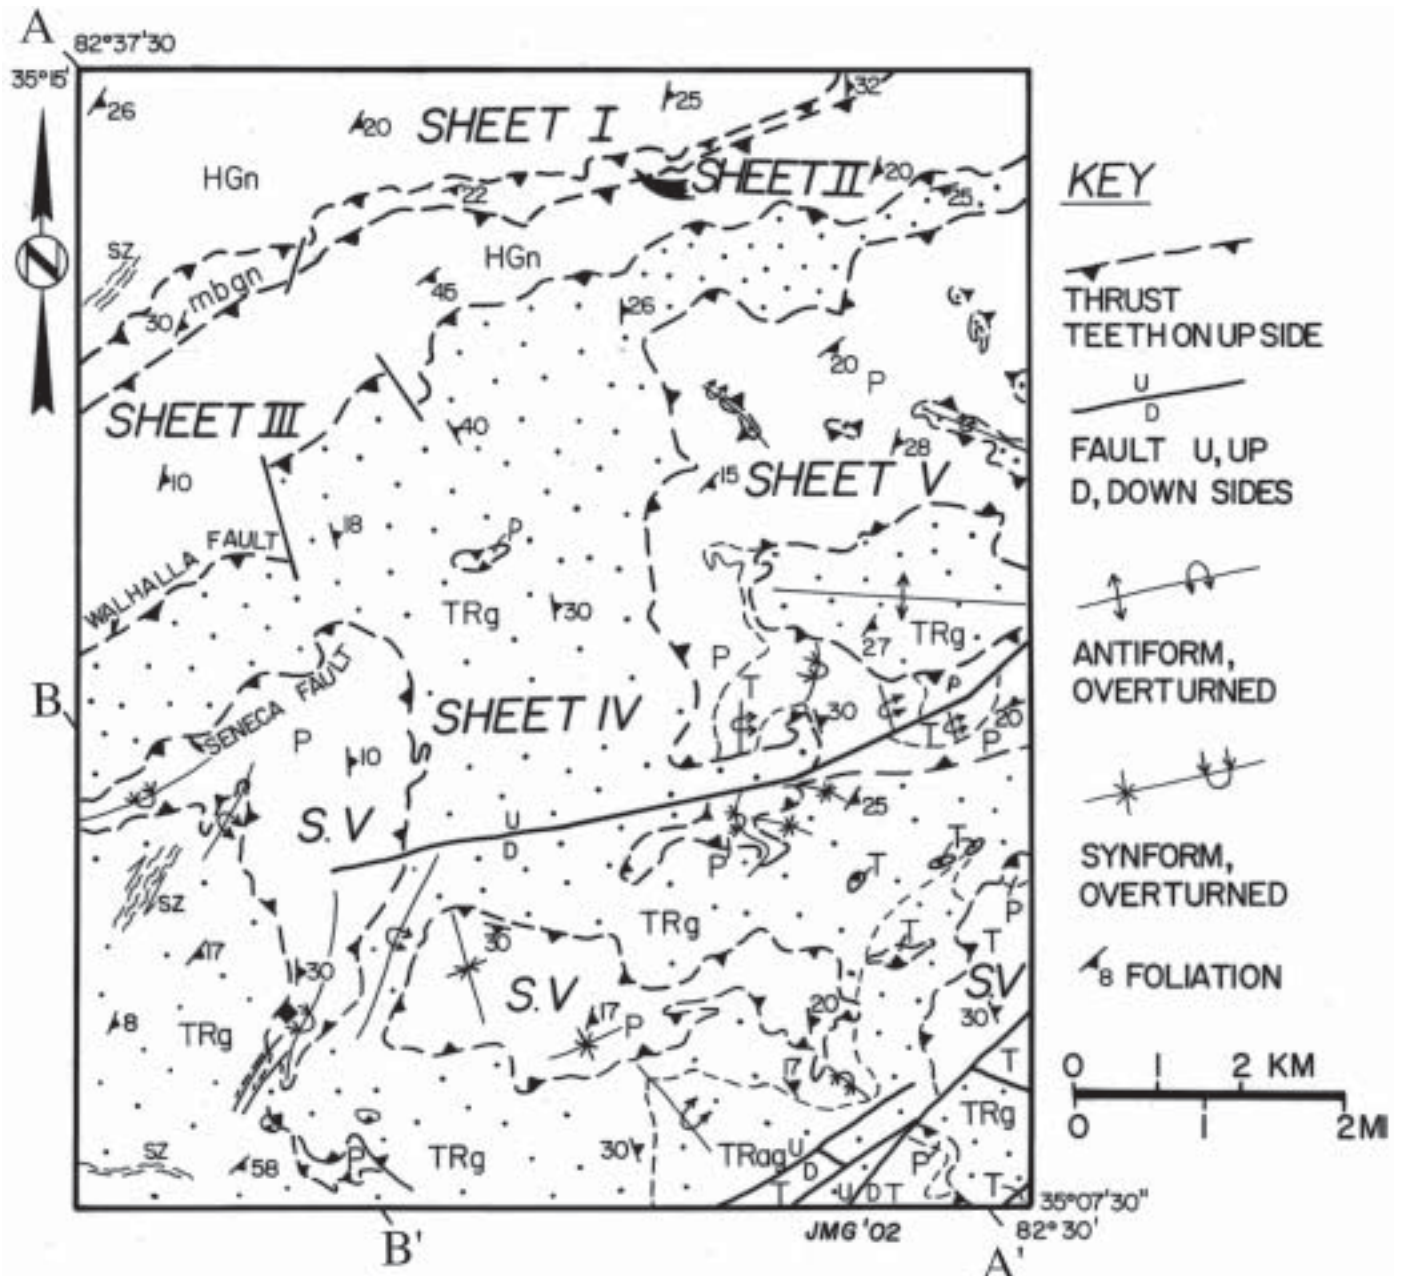 A
82°37'30
35°15'
26
20
SHEET I
25
32
HGn
22
SHEET II
20
25
SZ
HGn
mbgn
30
45
26
20
P
SHEET III
40
28
10
15
SHEET V
18
P
WALHALLA FAULT
TRg
30
27
TRg
P
T
P
30
20
P
SHEET IV
B
SENECA FAULT
P
10
S.V
U
D
25
P
T
T
P
SZ
TRg
T
T
17
30
30
S.V
SV
8
TRg
17
P
20
30
T
TRg
SZ
58
P
TRg
30
TRag
U
D
T
U
D
T
P
T
35°07'30"
82°30'
JMG '02
B'
A'
KEY
THRUST
TEETH ON UP SIDE
U
D
FAULT U, UP
D, DOWN SIDES
ANTIFORM,
OVERTURNED
SYNFORM,
OVERTURNED
8 FOLIATION
0 1 2 KM
0 1 2 MI